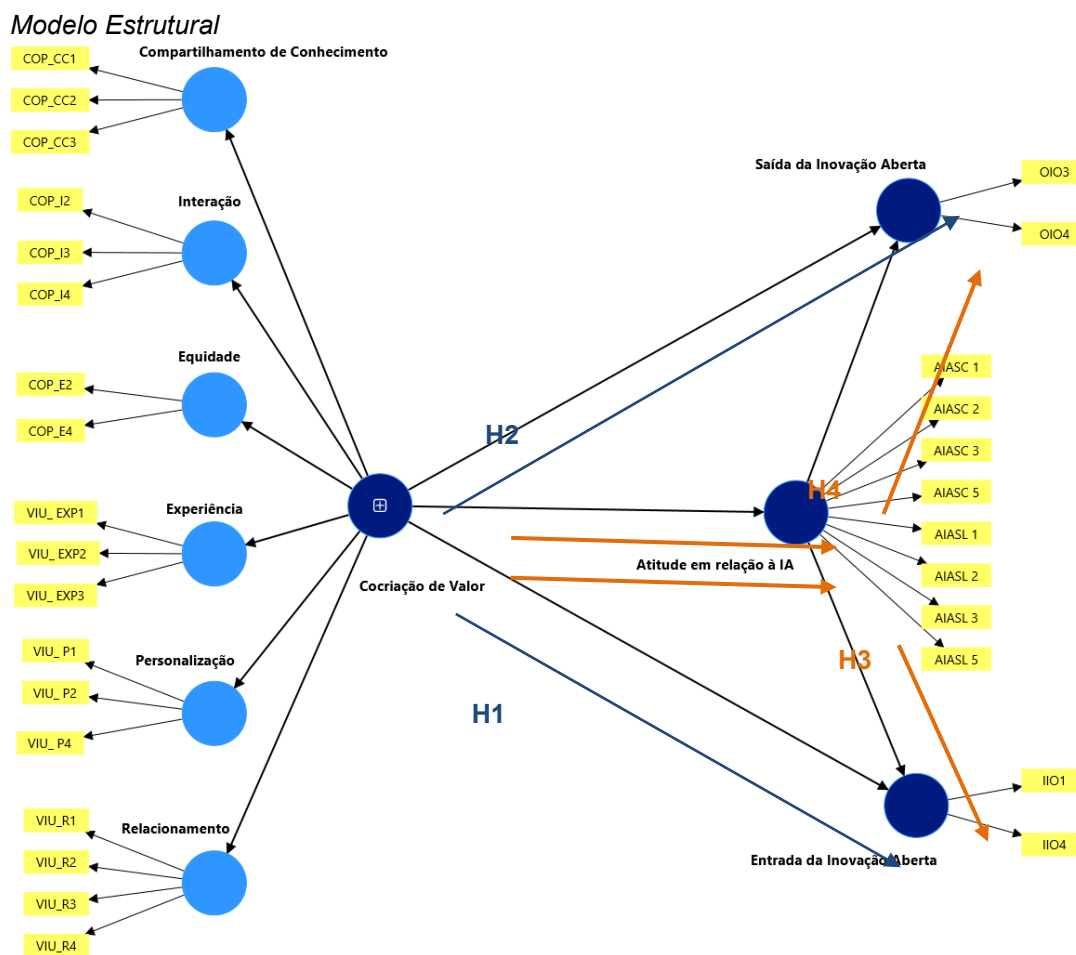 Modelo Estrutural
Compartilhamento de Conhecimento
COP_CC1
COP_CC2
COP_CC3
Interação
COP_I2
COP_I3
COP_I4
Equidade
COP_E2
COP_E4
Experiência
VIU_ EXP1
VIU_ EXP2
VIU_ EXP3
Personalização
VIU_ P1
VIU_ P2
VIU_ P4
Relacionamento
VIU_R1
VIU_R2
VIU_R3
VIU_R4
Cocriação de Valor
H2
H1
Saída da Inovação Aberta
OIO3
OIO4
H4
Atitude em relação à IA
AIASC 1
AIASC 2
AIASC 3
AIASC 5
AIASL 1
AIASL 2
AIASL 3
AIASL 5
H3
Entrada da Inovação Aberta
IIO1
IIO4